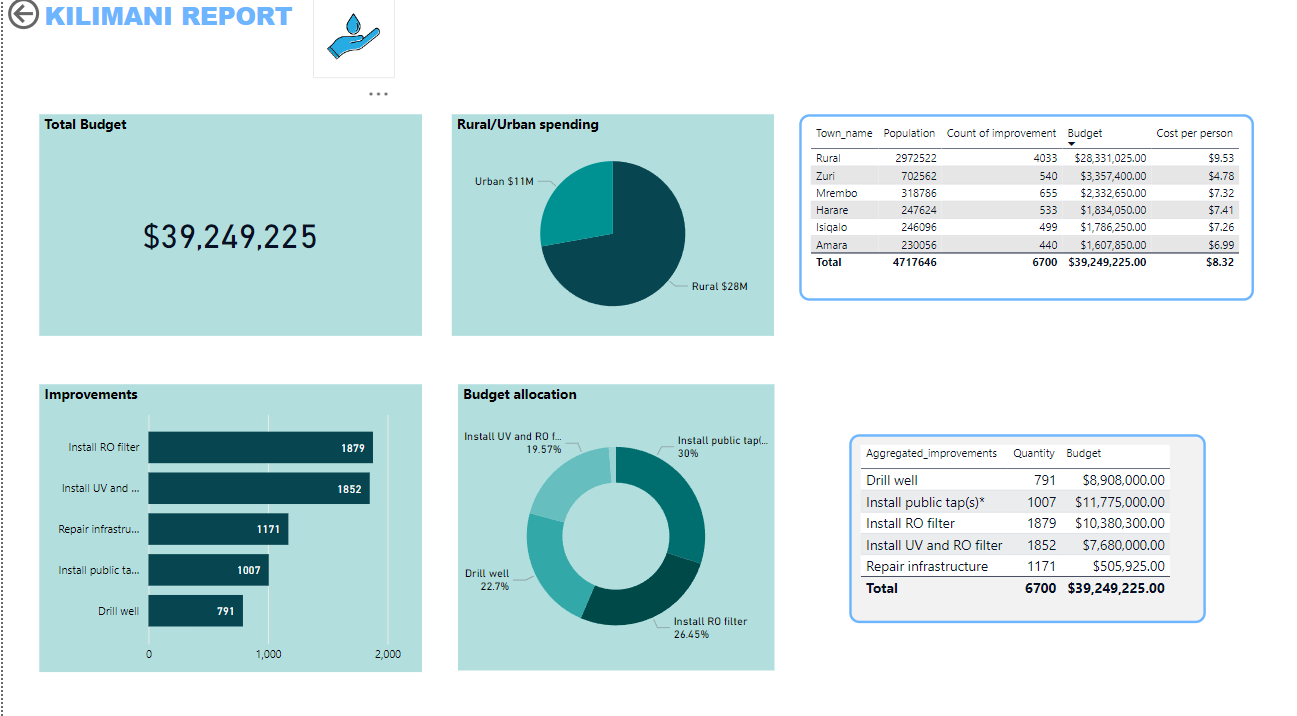 KILIMANI REPORT
Total Budget
$39,249,225
Rural/Urban spending
Urban $11M
Rural $28M
Town_name Population Count of improvement Budget Cost per person
Rural 2972522 4033 $28,331,025.00 $9.53
Zuri 702562 540 $3,357,400.00 $4.78
Mrembo 318786 655 $2,332,650.00 $7.32
Harare 247624 533 $1,834,050.00 $7.41
Isiqalo 246096 499 $1,786,250.00 $7.26
Amara 230056 440 $1,607,850.00 $6.99
Total 4717646 6700 $39,249,225.00 $8.32
Improvements
Install RO filter 1879
Install UV and ... 1852
Repair infrastru... 1171
Install public ta... 1007
Drill well 791
0 1,000 2,000
Budget allocation
Install UV and RO f...
19.57%
Install public tap(...
30%
Drill well
22.7%
Install RO filter
26.45%
Aggregated_improvements Quantity Budget
Drill well 791 $8,908,000.00
Install public tap(s)* 1007 $11,775,000.00
Install RO filter 1879 $10,380,300.00
Install UV and RO filter 1852 $7,680,000.00
Repair infrastructure 1171 $505,925.00
Total 6700 $39,249,225.00